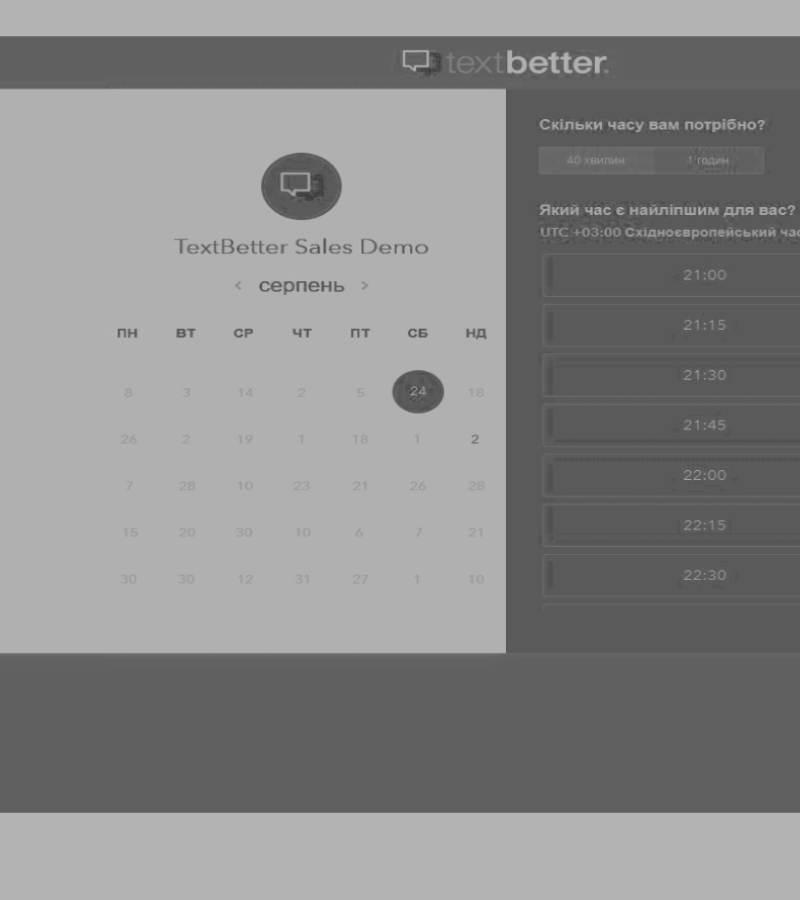 textbetter.
TextBetter Sales Demo
< серпень >
ПН ВТ СР ЧТ ПТ СБ НД
8 3 14 2 5 24 18
26 2 19 1 18 1 2
7 28 10 23 21 26 28
15 20 30 10 6 7 21
30 30 12 31 27 1 10
Скільки часу вам потрібно?
40 хвилин 1 годин
Який час є найліпшим для вас?
UTC +03:00 Східноєвропейський час
21:00
21:15
21:30
21:45
22:00
22:15
22:30